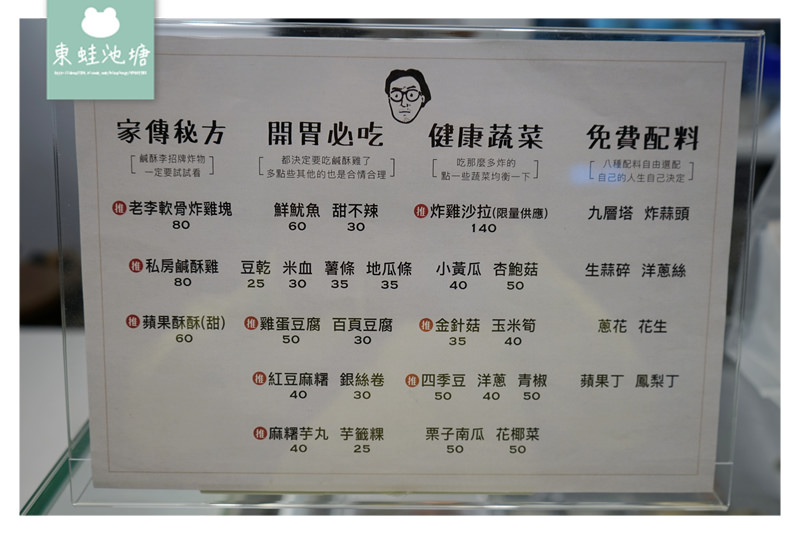 東蛙池塘
家傳秘方
鹹酥李招牌炸物
一定要試試看
推 老李軟骨炸雞塊
80
推 私房鹹酥雞
80
推 蘋果酥酥(甜)
60
開胃必吃
都決定要吃鹹酥雞了
多點些其他的也是合情合理
鮮魷魚 甜不辣
60 30
豆乾 米血 薯條 地瓜條
25 30 35 35
推 雞蛋豆腐 百頁豆腐
50 30
推 紅豆麻糬 銀絲卷
40 30
推 麻糬芋丸 芋籤粿
40 25
健康蔬菜
吃那麼多炸的
點一些蔬菜均衡一下
推 炸雞沙拉(限量供應)
140
小黃瓜 杏鮑菇
40 50
推 金針菇 玉米筍
35 40
推 四季豆 洋蔥 青椒
50 40 50
栗子南瓜 花椰菜
50 50
免費配料
八種配料自由選配
自己的人生自己決定
九層塔 炸蒜頭
生蒜碎 洋蔥絲
蔥花 花生
蘋果丁 鳳梨丁